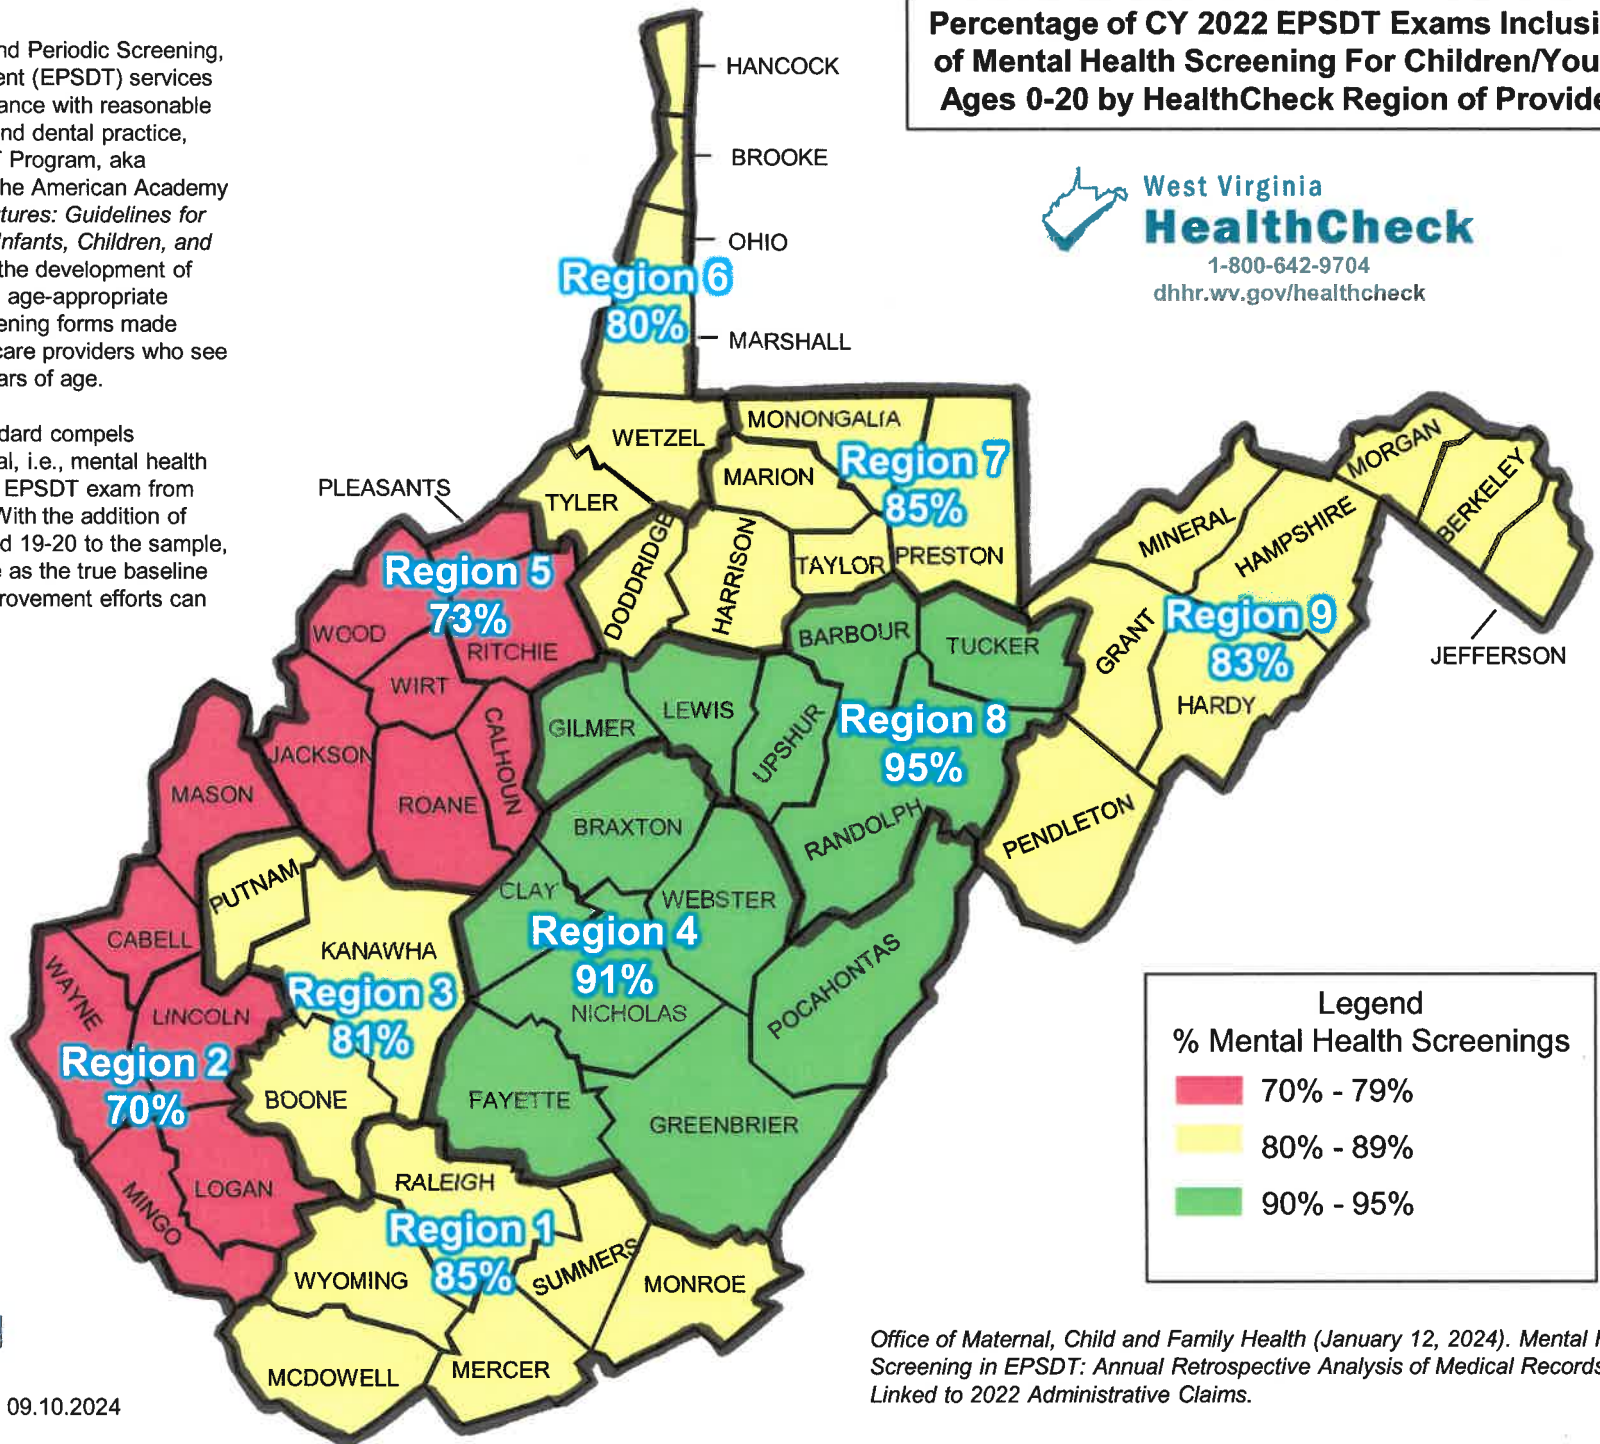 Percentage of CY 2022 EPSDT Exams Inclusi
of Mental Health Screening For Children/You
Ages 0-20 by HealthCheck Region of Provide
nd Periodic Screening,
ent (EPSDT) services
ance with reasonable
nd dental practice,
Program, aka
he American Academy
tures: Guidelines for
Infants, Children, and
the development of
age-appropriate
ening forms made
care providers who see
ars of age.
dard compels
al, i.e., mental health
EPSDT exam from
With the addition of
d 19-20 to the sample,
e as the true baseline
provement efforts can
West Virginia
HealthCheck
1-800-642-9704
dhhr.wv.gov/healthcheck
HANCOCK
BROOKE
OHIO
Region 6
80%
MARSHALL
WETZEL
MONONGALIA
MARION
Region 7
85%
PLEASANTS
TYLER
DODDRIDGE
HARRISON
TAYLOR
PRESTON
MORGAN
BERKELEY
MINERAL
HAMPSHIRE
JEFFERSON
Region 5
73%
WOOD
RITCHIE
WIRT
CALHOUN
JACKSON
ROANE
BARBOUR
TUCKER
GRANT
Region 9
83%
HARDY
GILMER
LEWIS
UPSHUR
Region 8
95%
RANDOLPH
PENDLETON
MASON
PUTNAM
BRAXTON
CLAY
WEBSTER
Region 4
91%
NICHOLAS
POCAHONTAS
CABELL
WAYNE
LINCOLN
KANAWHA
Region 3
81%
Region 2
70%
BOONE
FAYETTE
GREENBRIER
MINGO
LOGAN
RALEIGH
Region 1
85%
WYOMING
SUMMERS
MONROE
MCDOWELL
MERCER
Legend
% Mental Health Screenings
70% - 79%
80% - 89%
90% - 95%
Office of Maternal, Child and Family Health (January 12, 2024). Mental
Screening in EPSDT: Annual Retrospective Analysis of Medical Records
Linked to 2022 Administrative Claims.
09.10.2024